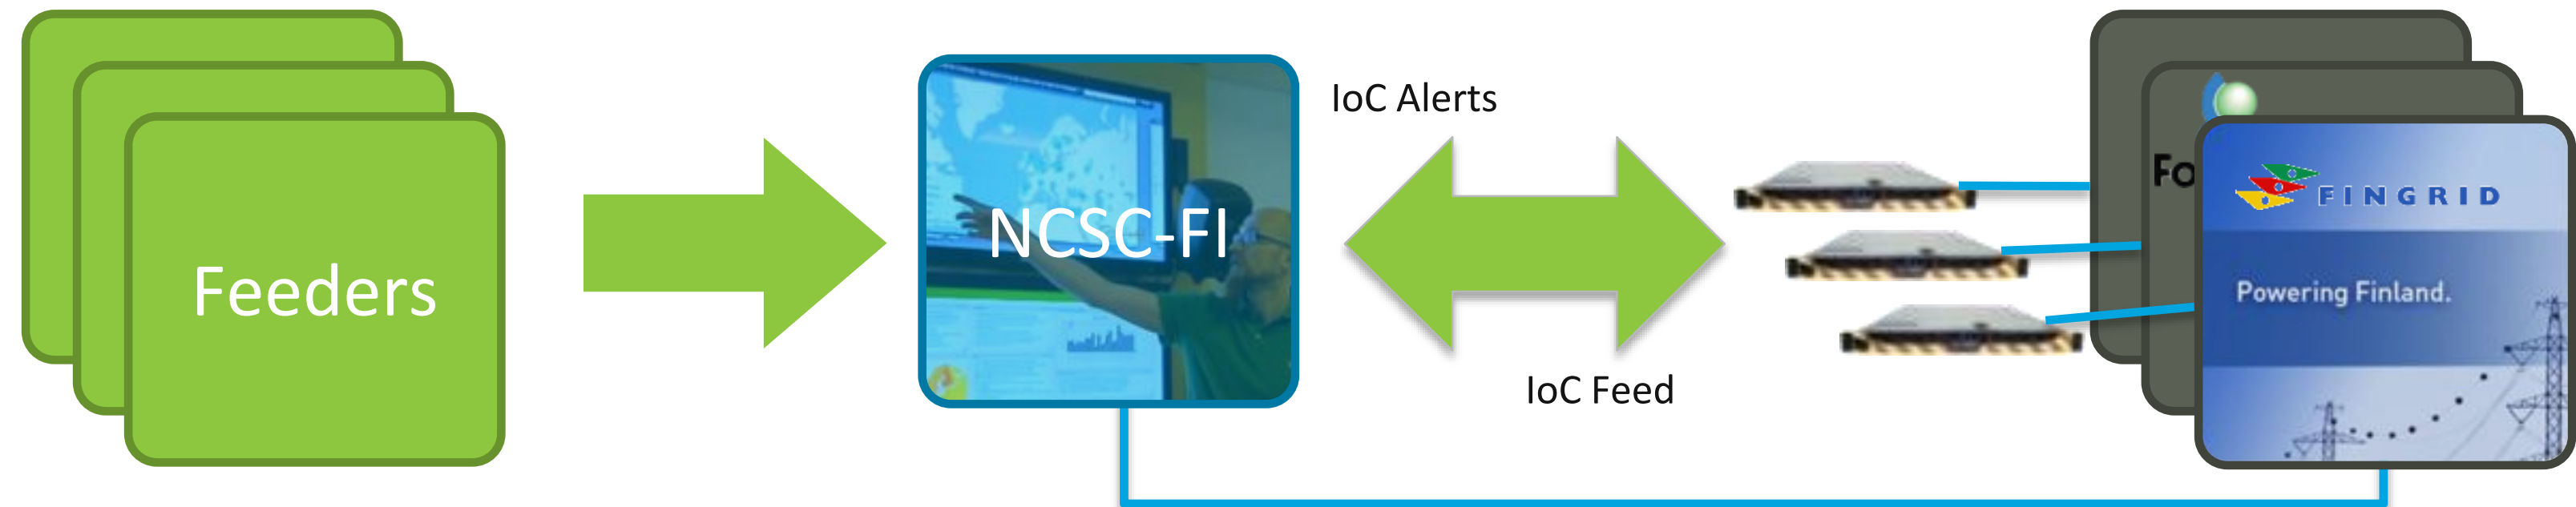 Feeders
NCSC-FI
IoC Alerts
IoC Feed
Fo
FINGRID
Powering Finland.